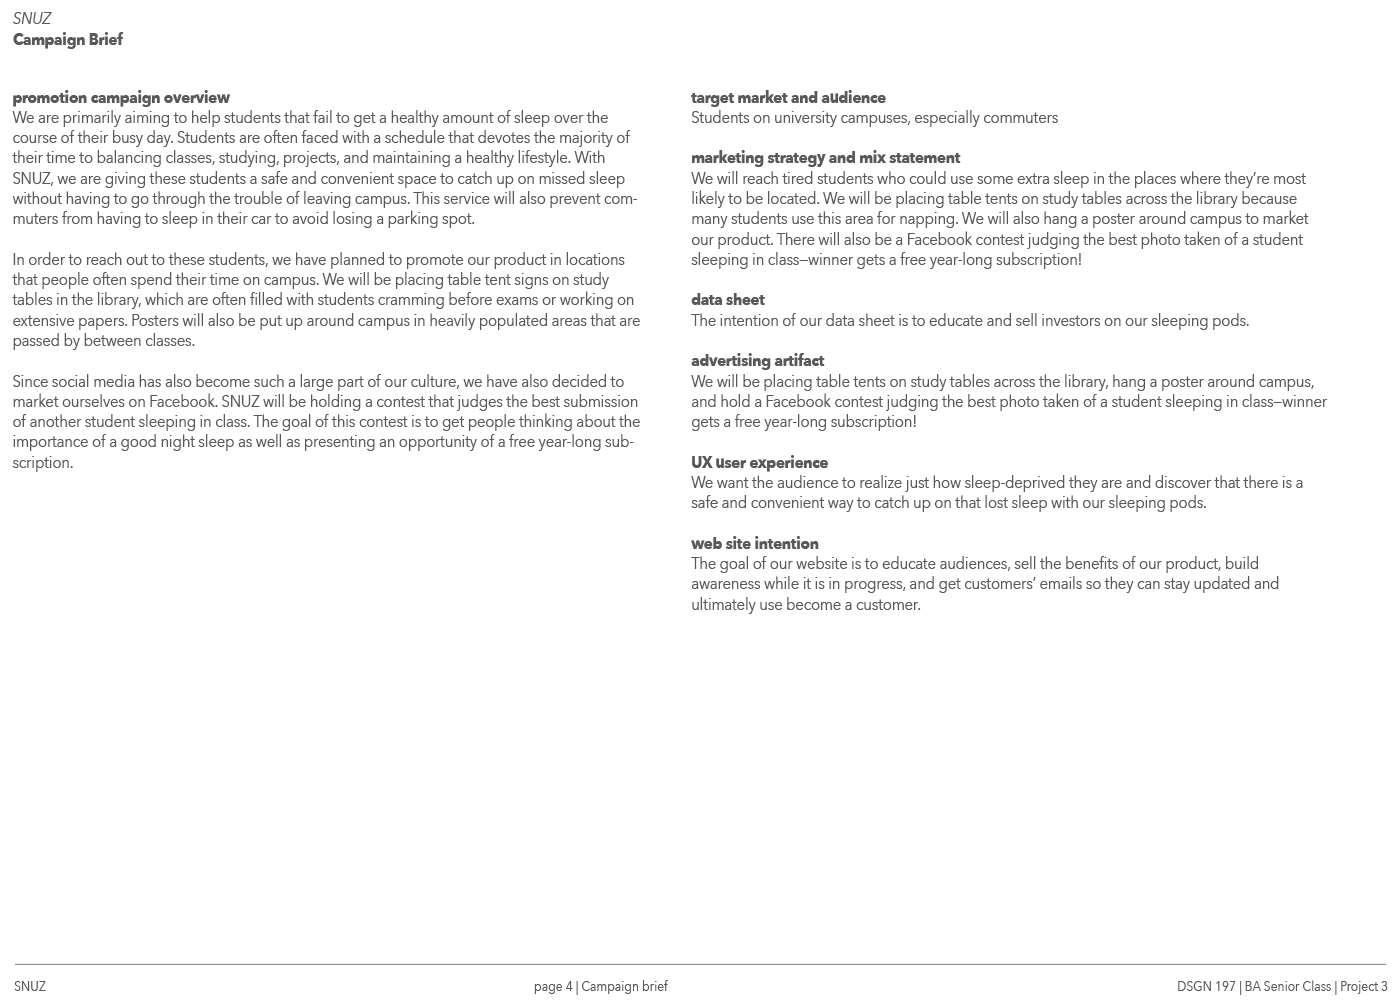 SNUZ
Campaign Brief
promotion campaign overview
We are primarily aiming to help students that fail to get a healthy amount of sleep over the
course of their busy day. Students are often faced with a schedule that devotes the majority of
their time to balancing classes, studying, projects, and maintaining a healthy lifestyle. With
SNUZ, we are giving these students a safe and convenient space to catch up on missed sleep
without having to go through the trouble of leaving campus. This service will also prevent com-
muters from having to sleep in their car to avoid losing a parking spot.
In order to reach out to these students, we have planned to promote our product in locations
that people often spend their time on campus. We will be placing table tent signs on study
tables in the library, which are often filled with students cramming before exams or working on
extensive papers. Posters will also be put up around campus in heavily populated areas that are
passed by between classes.
Since social media has also become such a large part of our culture, we have also decided to
market ourselves on Facebook. SNUZ will be holding a contest that judges the best submission
of another student sleeping in class. The goal of this contest is to get people thinking about the
importance of a good night sleep as well as presenting an opportunity of a free year-long sub-
scription.
target market and audience
Students on university campuses, especially commuters
marketing strategy and mix statement
We will reach tired students who could use some extra sleep in the places where they're most
likely to be located. We will be placing table tents on study tables across the library because
many students use this area for napping. We will also hang a poster around campus to market
our product. There will also be a Facebook contest judging the best photo taken of a student
sleeping in class—winner gets a free year-long subscription!
data sheet
The intention of our data sheet is to educate and sell investors on our sleeping pods.
advertising artifact
We will be placing table tents on study tables across the library, hang a poster around campus,
and hold a Facebook contest judging the best photo taken of a student sleeping in class—winner
gets a free year-long subscription!
UX user experience
We want the audience to realize just how sleep-deprived they are and discover that there is a
safe and convenient way to catch up on that lost sleep with our sleeping pods.
web site intention
The goal of our website is to educate audiences, sell the benefits of our product, build
awareness while it is in progress, and get customers' emails so they can stay updated and
ultimately use become a customer.
SNUZ
page 4 | Campaign brief
DSGN 197 | BA Senior Class | Project 3